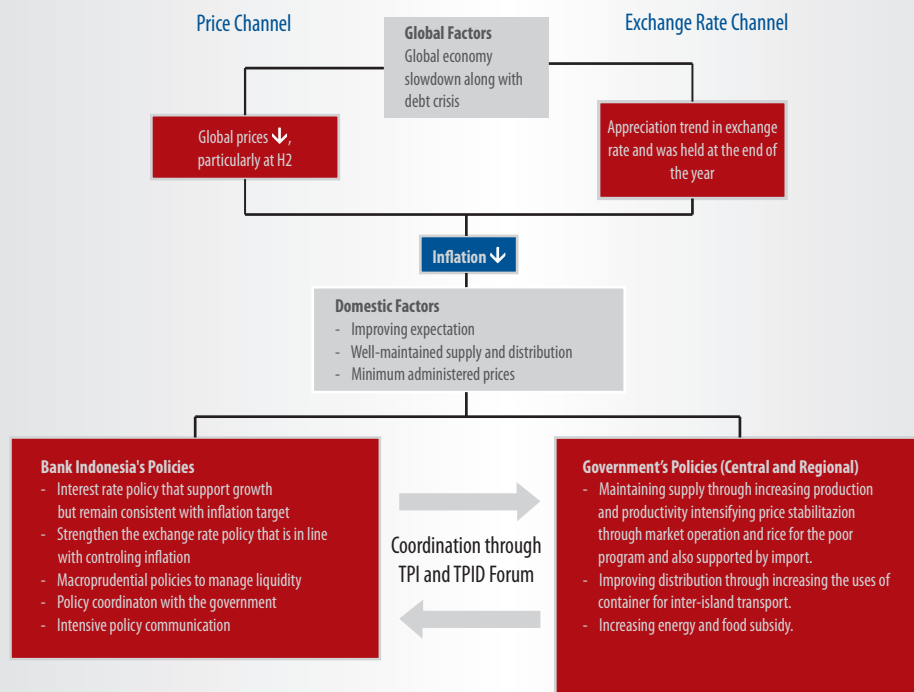 Price Channel
Global Factors
Global economy
slowdown along with
debt crisis
Exchange Rate Channel
Global prices ↓,
particularly at H2
Appreciation trend in exchange
rate and was held at the end of
the year
Inflation ↓
Domestic Factors
- Improving expectation
- Well-maintained supply and distribution
- Minimum administered prices
Bank Indonesia's Policies
- Interest rate policy that support growth
but remain consistent with inflation target
- Strengthen the exchange rate policy that is in line
with controling inflation
- Macroprudential policies to manage liquidity
- Policy coordinaton with the government
- Intensive policy communication
Coordination through
TPI and TPID Forum
Government's Policies (Central and Regional)
- Maintaining supply through increasing production
and productivity intensifying price stabilitazion
through market operation and rice for the poor
program and also supported by import.
- Improving distribution through increasing the uses of
container for inter-island transport.
- Increasing energy and food subsidy.